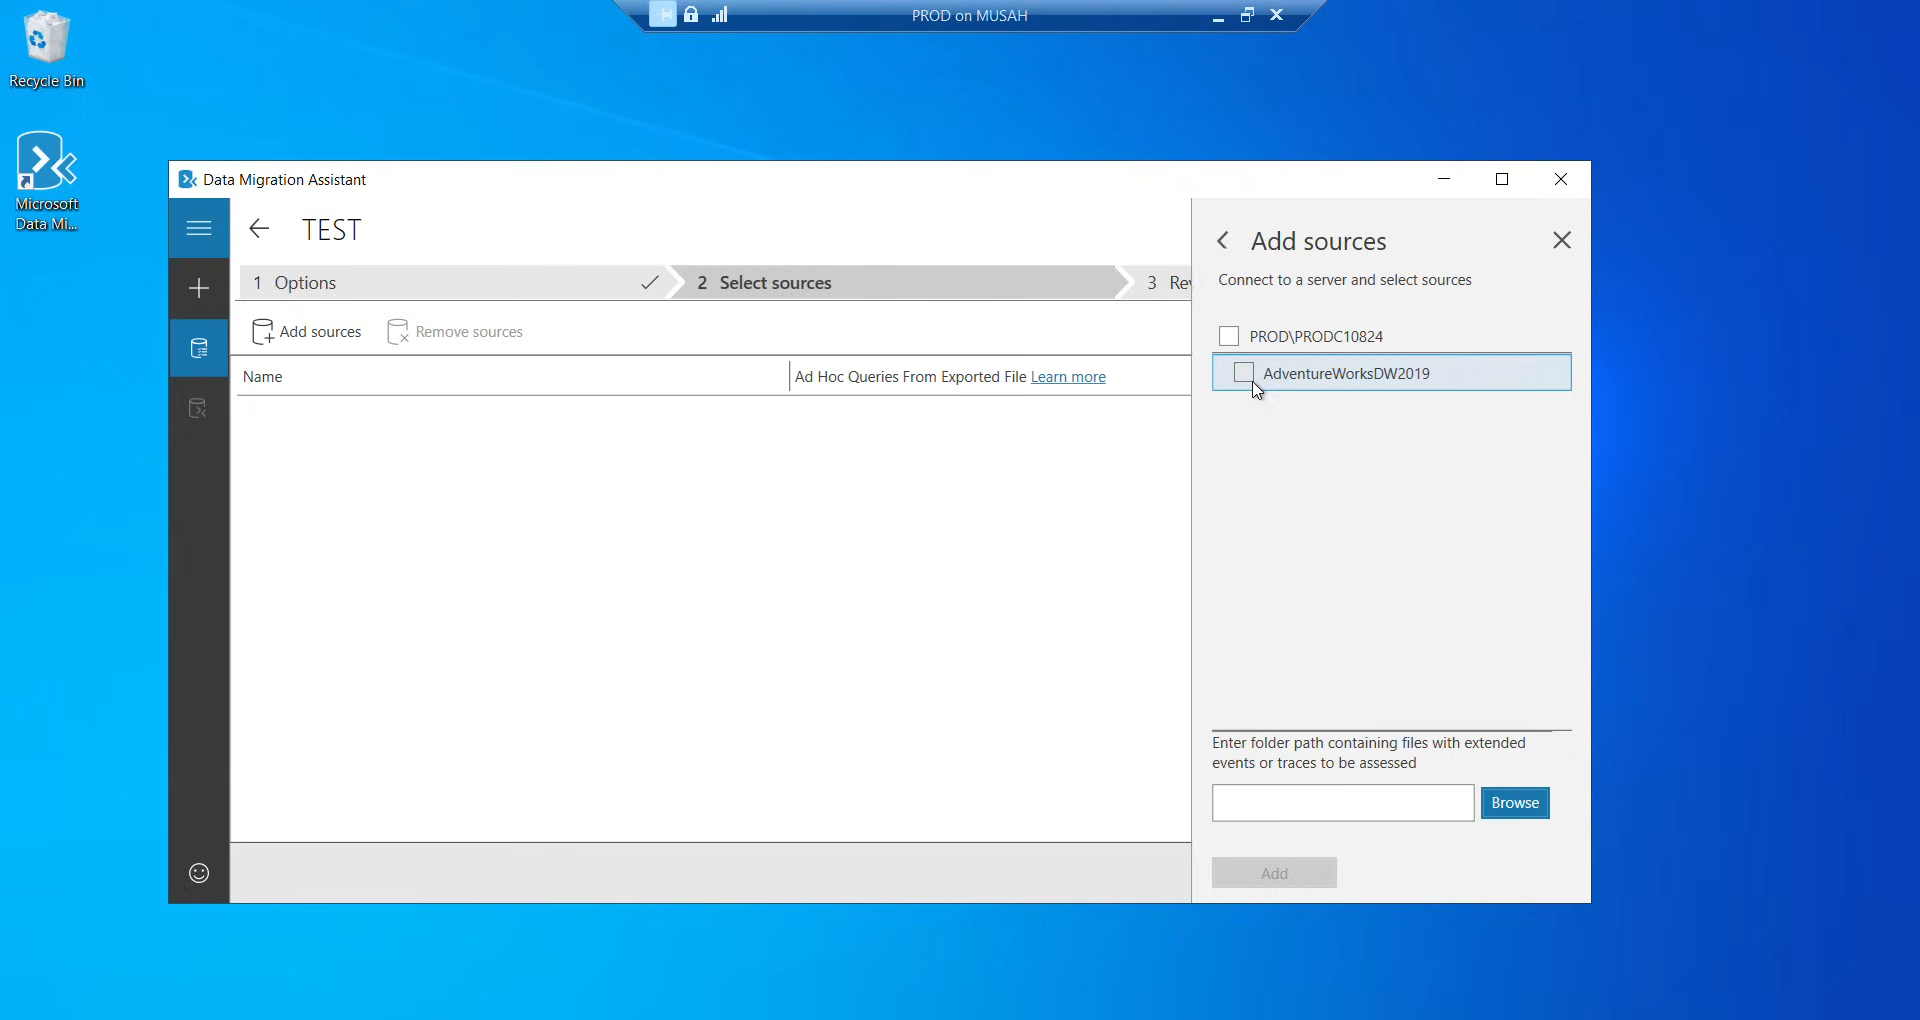 PROD on MUSAH
Recycle Bin
Microsoft
Data Mi...
Data Migration Assistant
TEST
1 Options
2 Select sources
3 Re
Add sources
Remove sources
Name
Ad Hoc Queries From Exported File Learn more
Add sources
Connect to a server and select sources
PROD\PRODC10824
AdventureWorksDW2019
Enter folder path containing files with extended
events or traces to be assessed
Browse
Add